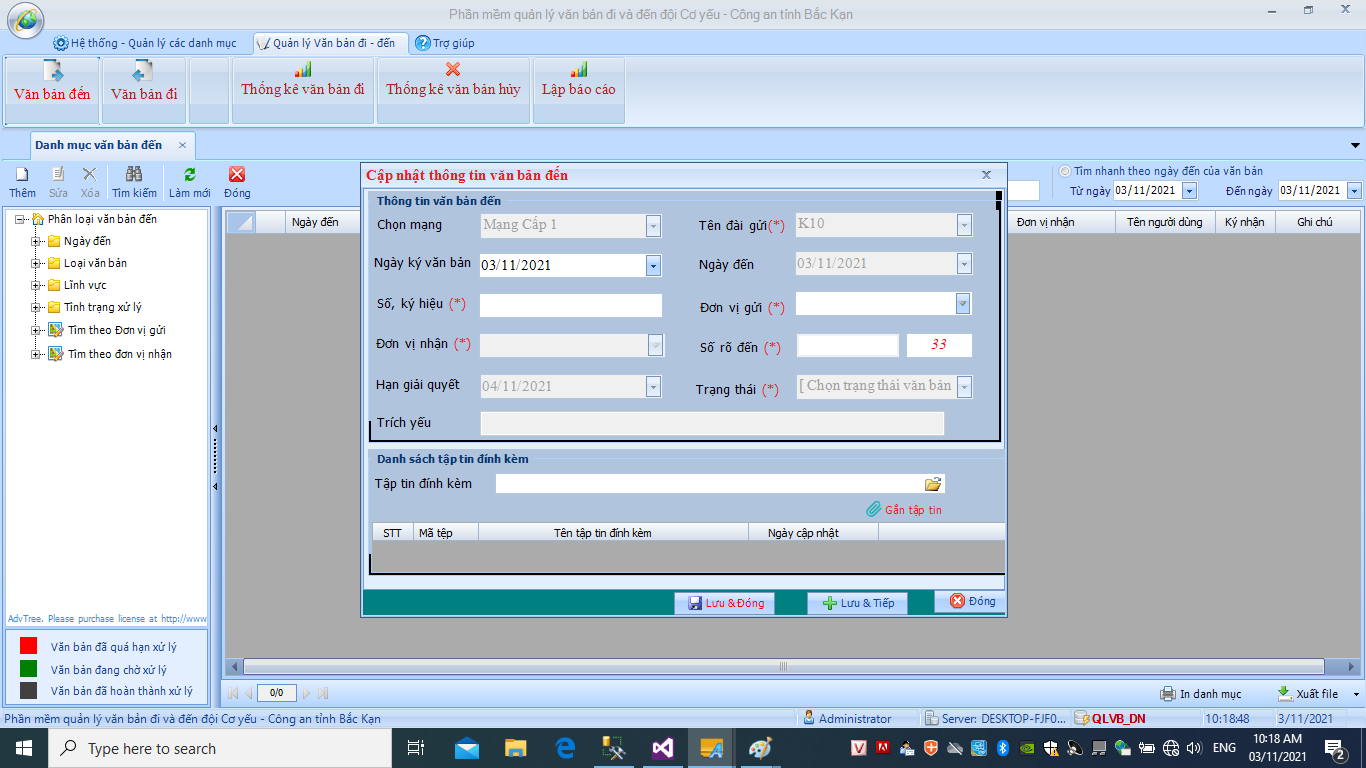 Phần mềm quản lý văn bản đi và đến đội Cơ yếu - Công an tỉnh Bắc Kạn
Hệ thống - Quản lý các danh mục
Quản lý Văn bản đi - đến
Trợ giúp
Văn bản đến
Văn bản đi
Thống kê văn bản đi
Thống kê văn bản hủy
Lập báo cáo
Danh mục văn bản đến
Thêm
Sửa
Xóa
Tìm kiếm
Làm mới
Đóng
Tìm nhanh theo ngày đến của văn bản
Từ ngày 03/11/2021
Đến ngày 03/11/2021
Phân loại văn bản đến
Ngày đến
Loại văn bản
Lĩnh vực
Tình trạng xử lý
Tìm theo Đơn vị gửi
Tìm theo đơn vị nhận
AdvTree, Please purchase license at http://www
Văn bản đã quá hạn xử lý
Văn bản đang chờ xử lý
Văn bản đã hoàn thành xử lý
Ngày đến
Đơn vị nhận
Tên người dùng
Ký nhận
Ghi chú
Cập nhật thông tin văn bản đến
Thông tin văn bản đến
Chọn mạng
Mạng Cấp 1
Tên đài gửi(*)
K10
Ngày ký văn bản
03/11/2021
Ngày đến
03/11/2021
Số, ký hiệu (*)
Đơn vị gửi (*)
Đơn vị nhận (*)
Số rõ đến (*)
33
Hạn giải quyết
04/11/2021
Trạng thái (*)
[ Chọn trạng thái văn bản
Trích yếu
Danh sách tập tin đính kèm
Tập tin đính kèm
Gắn tập tin
STT
Mã tệp
Tên tập tin đính kèm
Ngày cập nhật
Lưu & Đóng
Lưu & Tiếp
Đóng
0/0
In danh mục
Xuất file
Phần mềm quản lý văn bản đi và đến đội Cơ yếu - Công an tỉnh Bắc Kạn
Administrator
Server: DESKTOP-FJF0...
QLVB_DN
10:18:48
3/11/2021
Type here to search
ENG
10:18 AM
03/11/2021
2